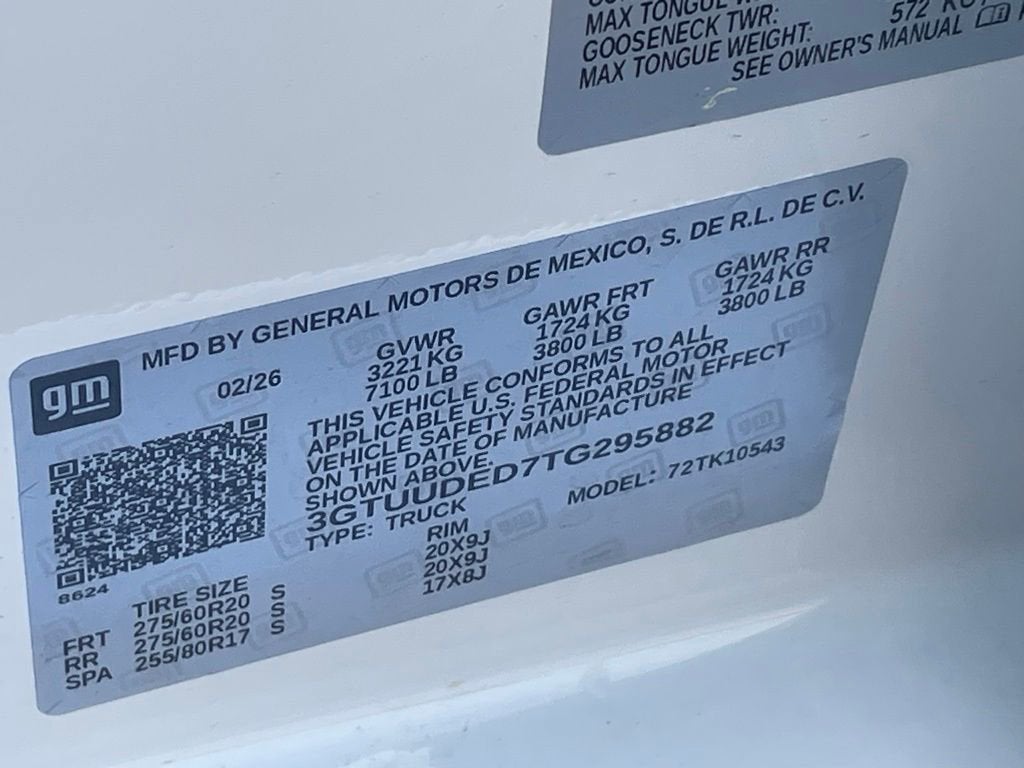 MAX TONGUE
GOOSENECK TWR:
MAX TONGUE WEIGHT: 572
SEE OWNER'S MANUAL
MFD BY GENERAL MOTORS DE MEXICO, S. DE R.L. DE C.V.
gm
02/26
GVWR GAWR FRT GAWR RR
3221 KG 1724 KG 1724 KG
7100 LB 3800 LB 3800 LB
THIS VEHICLE CONFORMS TO ALL
APPLICABLE U.S. FEDERAL MOTOR
VEHICLE SAFETY STANDARDS IN EFFECT
ON THE DATE OF MANUFACTURE
SHOWN ABOVE.
3GTUUDED7TG295882
TYPE: TRUCK MODEL: 72TK10543
8624
TIRE SIZE RIM
FRT 275/60R20 S 20X9J
RR 275/60R20 S 20X9J
SPA 255/80R17 S 17X8J